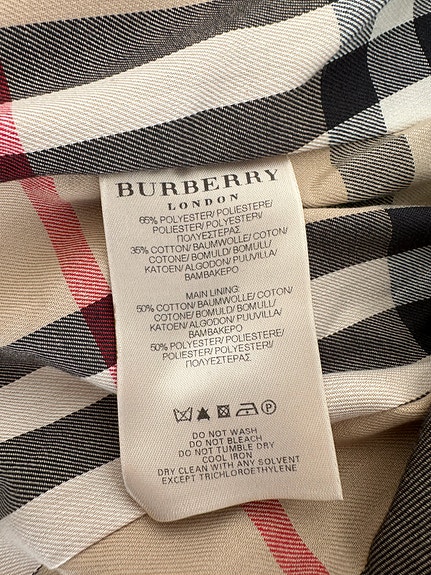 BURBERRY
LONDON
65% POLYESTER/ POLIESTERE/
POLIESTER/ POLYESTER//
ΠΟΛΥΕΣΤΕΡΑΣ
35% COTTON/ BAUMWOLLE/ COTON/
COTONE/ BOMULD/ BOMULL/
KATOEN/ ALGODON/ PUUVILLA/
ΒΑΜΒΑΚΕΡΟ
MAIN LINING:
50% COTTON/ BAUMWOLLE/ COTON/
COTONE/ BOMULD/ BOMULL/
KATOEN/ ALGODON/ PUUVILLA/
ΒΑΜΒΑΚΕΡΟ
50% POLYESTER/ POLIESTERE/
POLIESTER/ POLYESTERI/
ΠΟΛΥΕΣΤΕΡΑΣ
P
DO NOT WASH
DO NOT BLEACH
DO NOT TUMBLE DRY
COOL IRON
DRY CLEAN WITH ANY SOLVENT
EXCEPT TRICHLOROETHYLENE